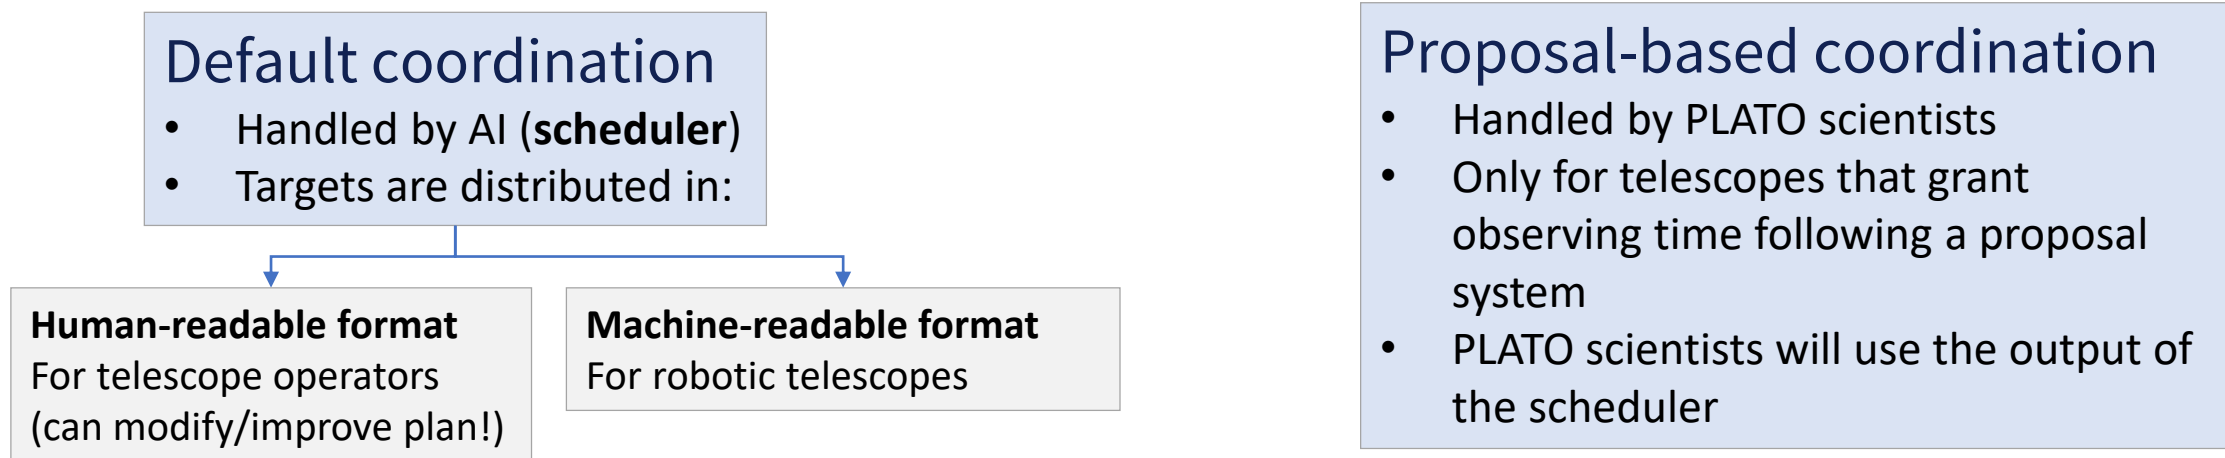 Default coordination
• Handled by AI (scheduler)
• Targets are distributed in:
Human-readable format
For telescope operators
(can modify/improve plan!)
Machine-readable format
For robotic telescopes
Proposal-based coordination
• Handled by PLATO scientists
• Only for telescopes that grant
observing time following a proposal
system
• PLATO scientists will use the output of
the scheduler